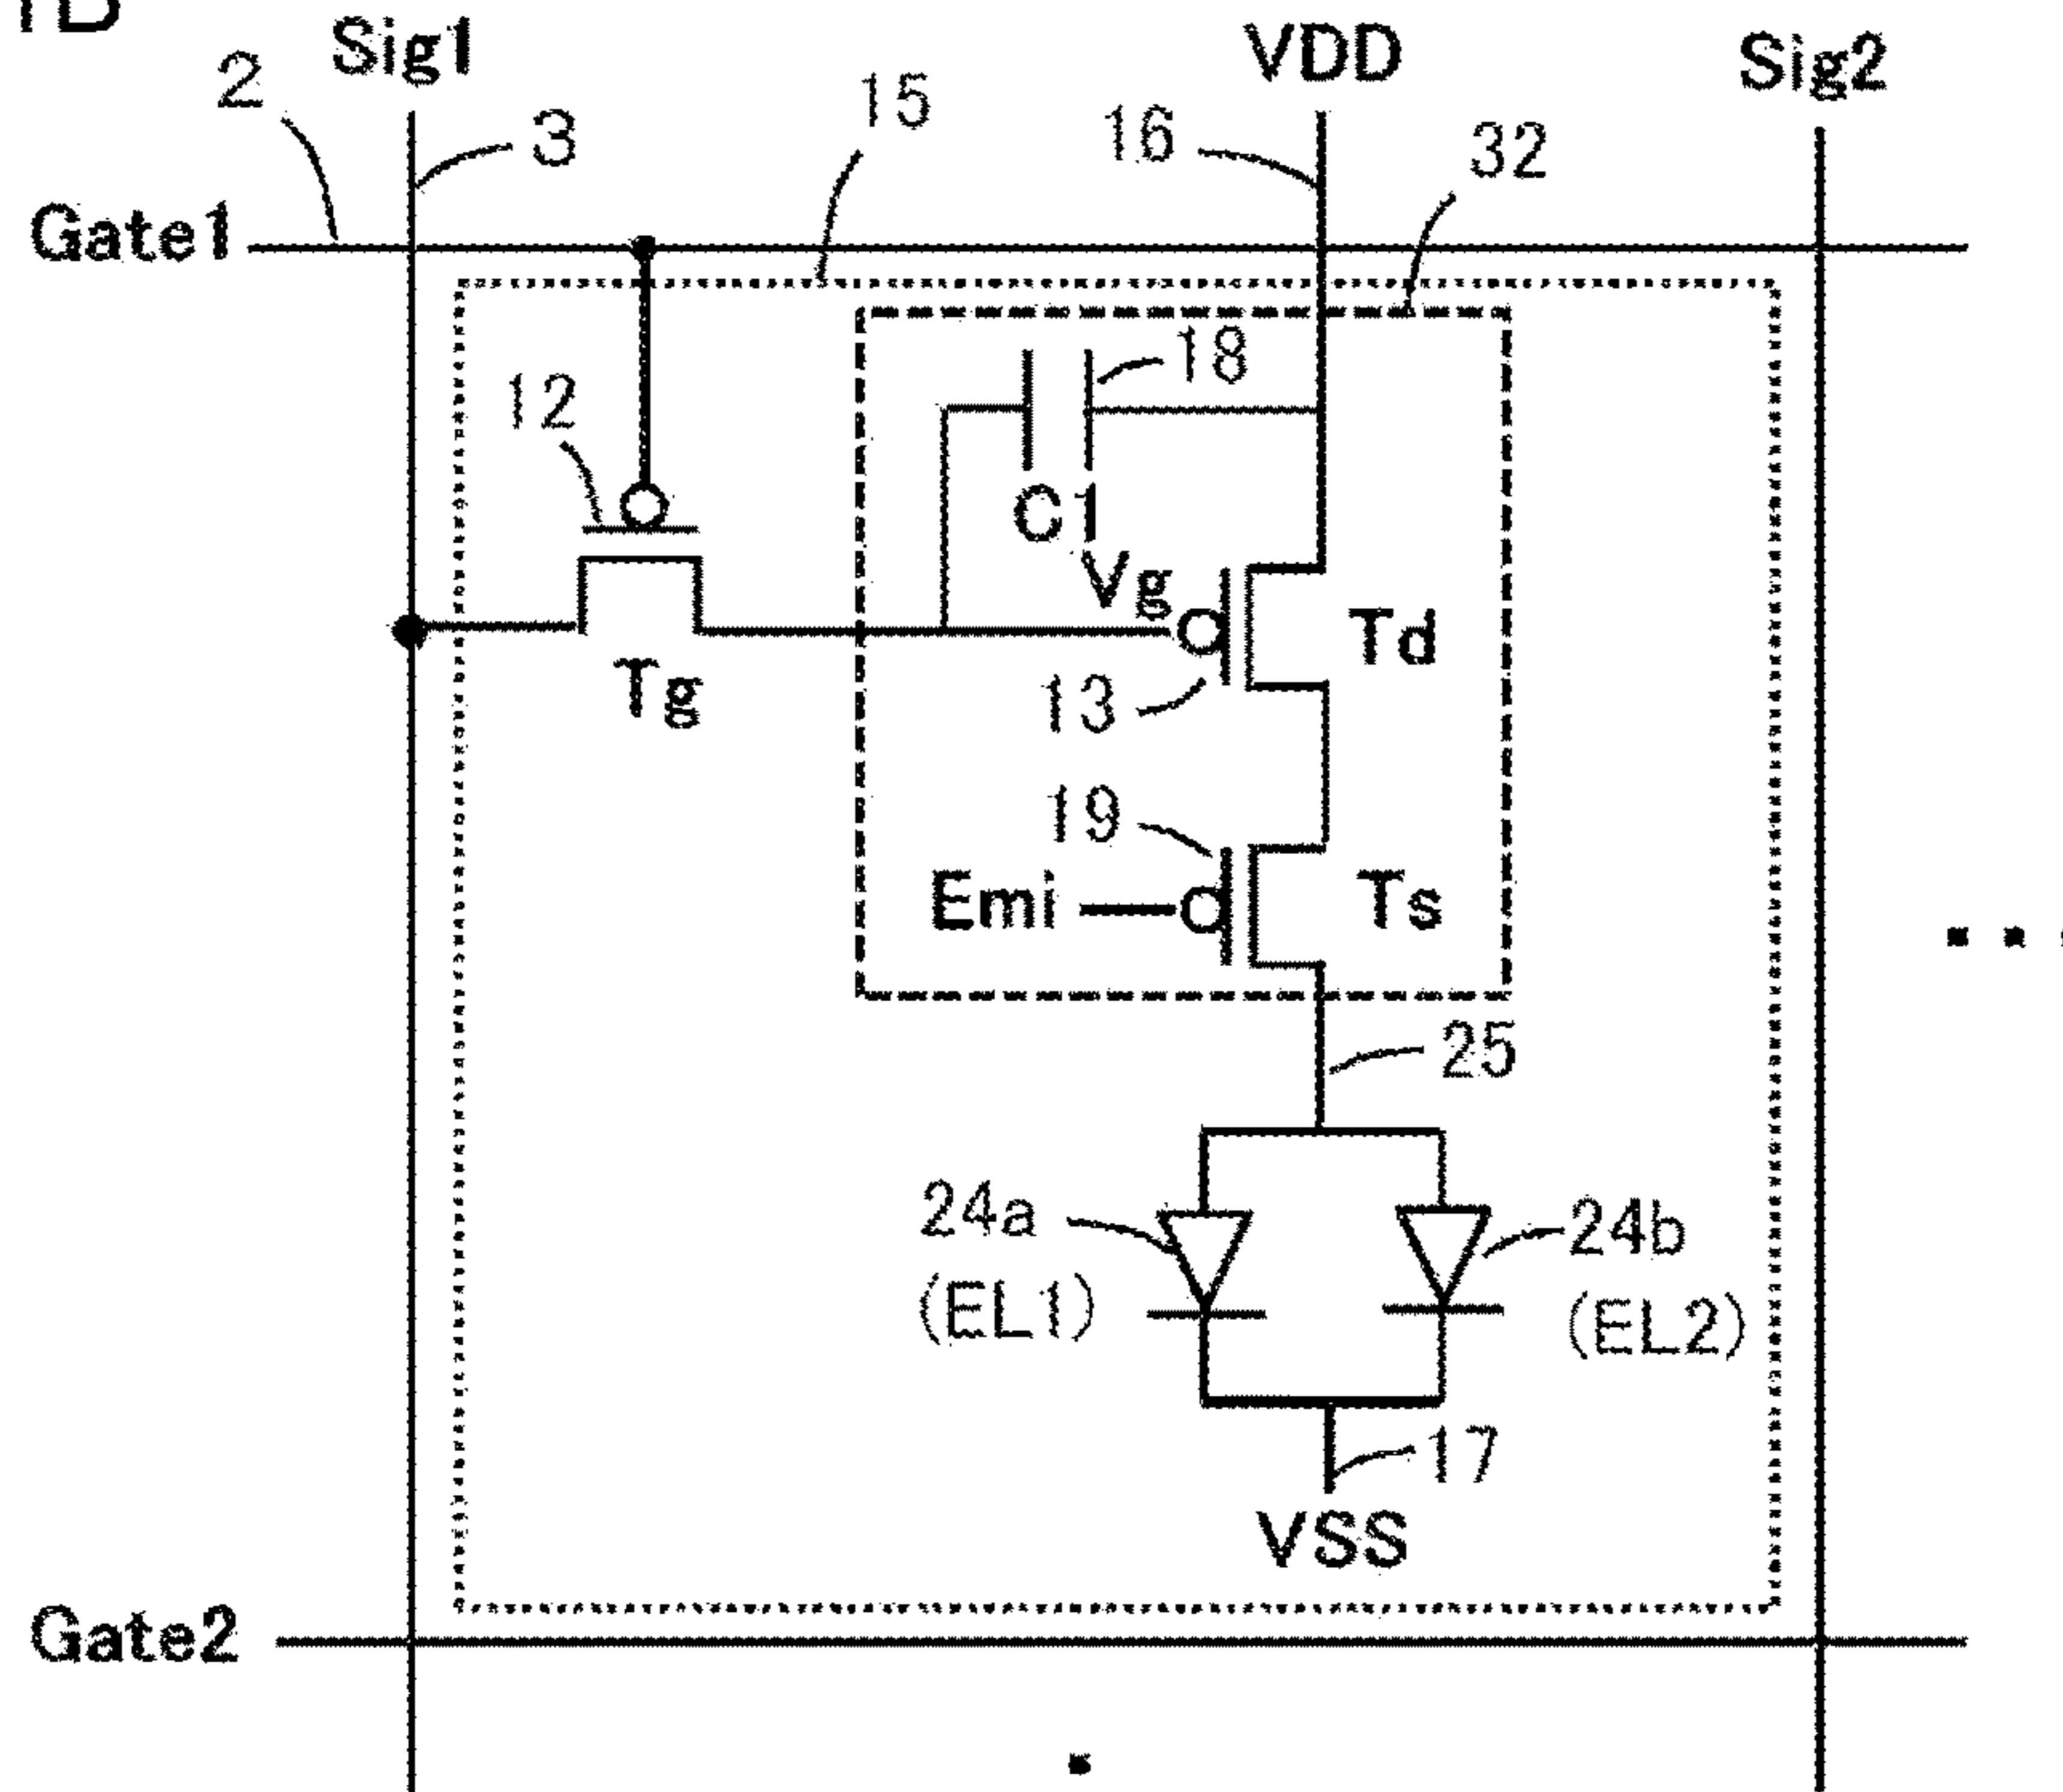 Sig1
VDD
Sig2
2
3
15
16
32
Gate1
18
12
C1
Vg
Td
Tg
13
19
Emi
Ts
25
24a
24b
(EL1)
(EL2)
17
VSS
Gate2